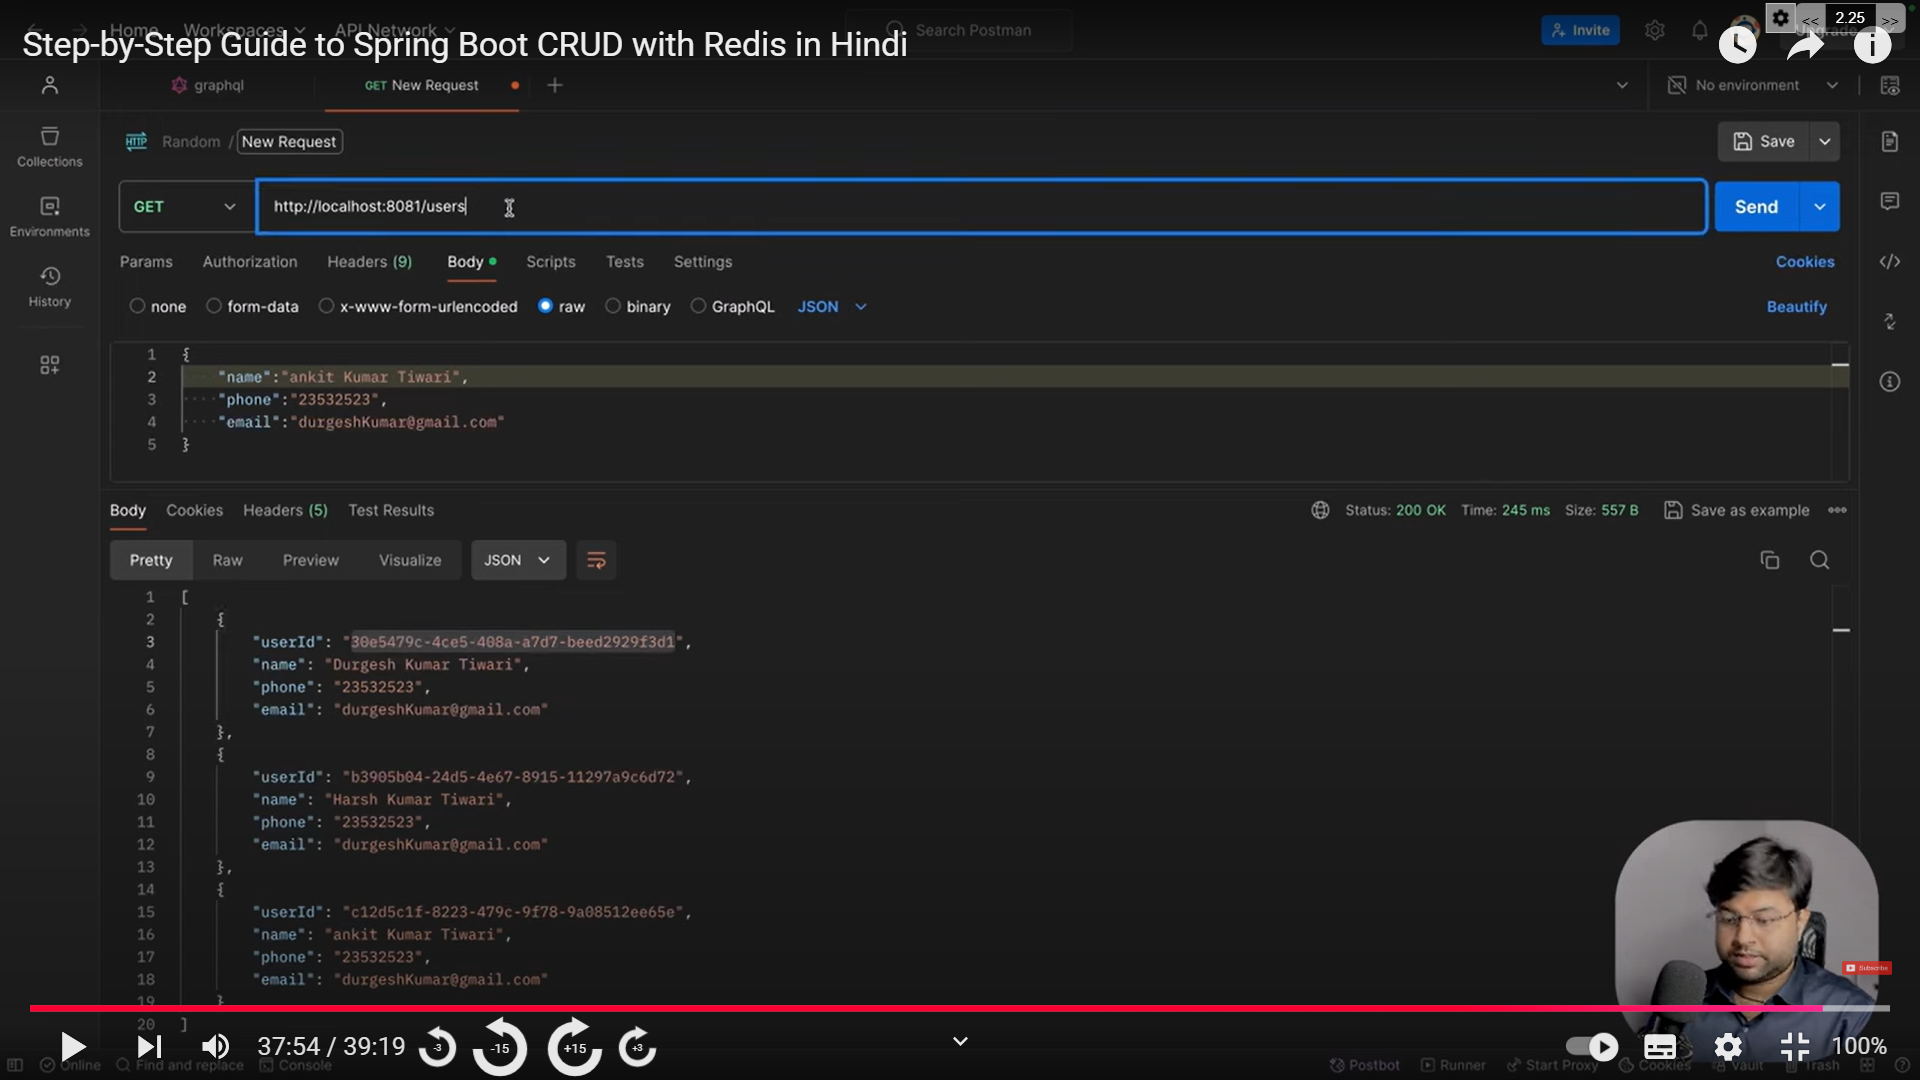 Home
Workspaces
API Network
Search Postman
Invite
<< 2.25 >>
Step-by-Step Guide to Spring Boot CRUD with Redis in Hindi
graphql
GET New Request
No environment
Collections
Environments
History
HTTP Random / New Request
Save
GET
http://localhost:8081/users
Send
Params
Authorization
Headers (9)
Body
Scripts
Tests
Settings
Cookies
none
form-data
x-www-form-urlencoded
raw
binary
GraphQL
JSON
Beautify
1 {
2 "name":"ankit Kumar Tiwari",
3 "phone":"23532523",
4 "email":"durgeshKumar@gmail.com"
5 }
Body
Cookies
Headers (5)
Test Results
Status: 200 OK Time: 245 ms Size: 557 B
Save as example
Pretty
Raw
Preview
Visualize
JSON
1 [
2 {
3 "userId": "30e5479c-4ce5-408a-a7d7-beed2929f3d1",
4 "name": "Durgesh Kumar Tiwari",
5 "phone": "23532523",
6 "email": "durgeshKumar@gmail.com"
7 },
8 {
9 "userId": "b3905b04-24d5-4e67-8915-11297a9c6d72",
10 "name": "Harsh Kumar Tiwari",
11 "phone": "23532523",
12 "email": "durgeshKumar@gmail.com"
13 },
14 {
15 "userId": "c12d5c1f-8223-479c-9f78-9a08512ee65e",
16 "name": "ankit Kumar Tiwari",
17 "phone": "23532523",
18 "email": "durgeshKumar@gmail.com"
19 }
20 ]
Subscribe
37:54 / 39:19
-3
-15
+15
+3
100%
Online
Find and replace
Console
Postbot
Runner
Start Proxy
Cookies
Vault
Trash